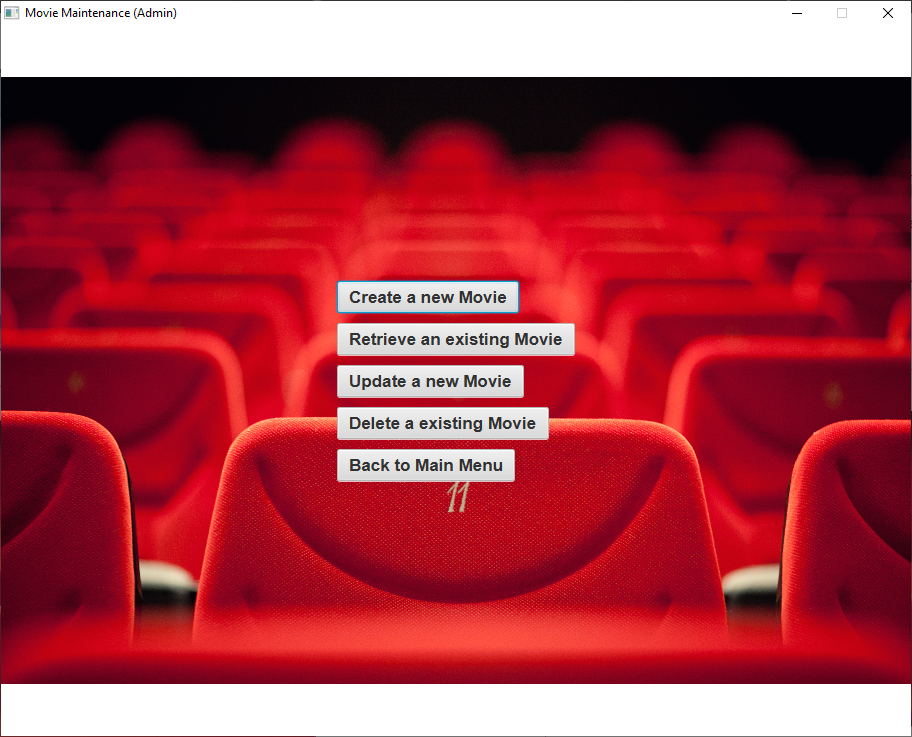 Movie Maintenance (Admin)
Create a new Movie
Retrieve an existing Movie
Update a new Movie
Delete a existing Movie
Back to Main Menu
11